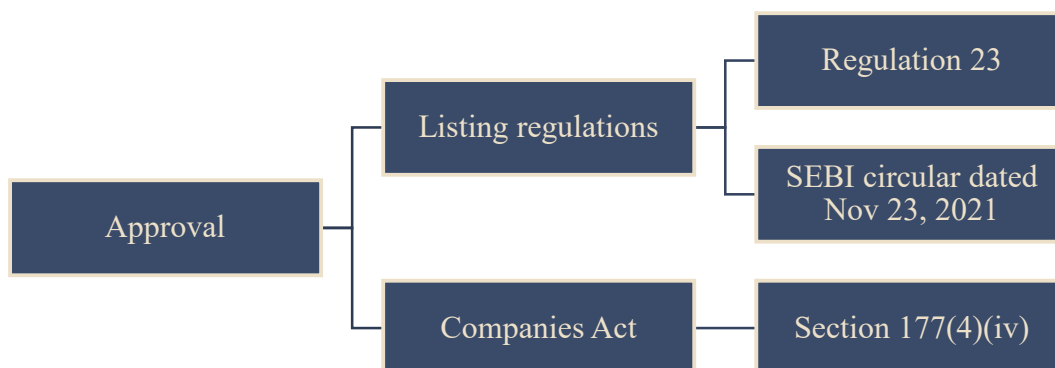 Approval
Listing regulations
Regulation 23
SEBI circular dated
Nov 23, 2021
Companies Act
Section 177(4)(iv)